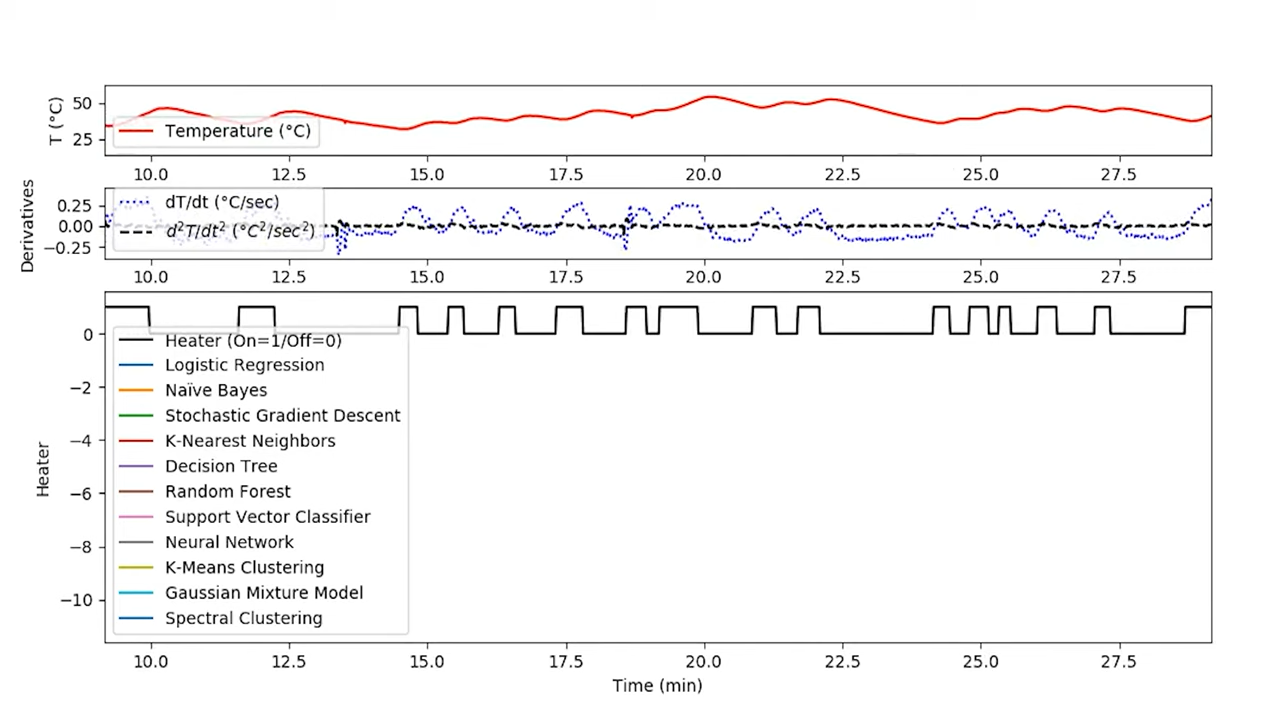 T (°C)
50
25
Temperature (°C)
10.0 12.5 15.0 17.5 20.0 22.5 25.0 27.5
Derivatives
0.25
0.00
−0.25
dT/dt (°C/sec)
d²T/dt² (°C²/sec²)
10.0 12.5 15.0 17.5 20.0 22.5 25.0 27.5
Heater
0
−2
−4
−6
−8
−10
Heater (On=1/Off=0)
Logistic Regression
Naïve Bayes
Stochastic Gradient Descent
K-Nearest Neighbors
Decision Tree
Random Forest
Support Vector Classifier
Neural Network
K-Means Clustering
Gaussian Mixture Model
Spectral Clustering
10.0 12.5 15.0 17.5 20.0 22.5 25.0 27.5
Time (min)